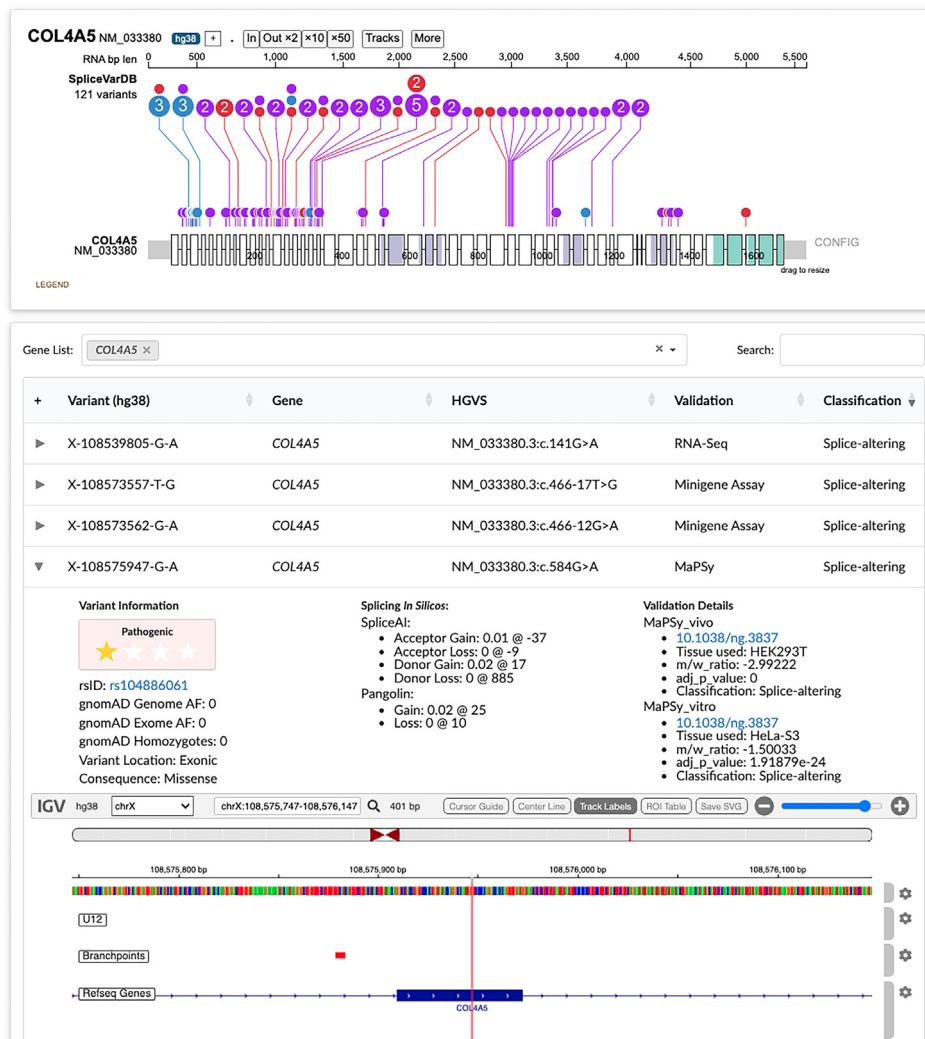 COL4A5 NM_033380 hg38 + . In Out ×2 ×10 ×50 Tracks More
RNA bp len 0 500 1,000 1,500 2,000 2,500 3,000 3,500 4,000 4,500 5,000 5,500
SpliceVarDB
121 variants
2
3 3 2 2 2 2 2 2 2 3 5 2 2 2
COL4A5
NM_033380
200 400 600 800 1000 1200 1400 1600
CONFIG
drag to resize
LEGEND
Gene List: COL4A5 × × Search:
+ Variant (hg38) Gene HGVS Validation Classification
X-108539805-G-A COL4A5 NM_033380.3:c.141G>A RNA-Seq Splice-altering
X-108573557-T-G COL4A5 NM_033380.3:c.466-17T>G Minigene Assay Splice-altering
X-108573562-G-A COL4A5 NM_033380.3:c.466-12G>A Minigene Assay Splice-altering
X-108575947-G-A COL4A5 NM_033380.3:c.584G>A MaPSy Splice-altering
Variant Information
Pathogenic
rsID: rs104886061
gnomAD Genome AF: 0
gnomAD Exome AF: 0
gnomAD Homozygotes: 0
Variant Location: Exonic
Consequence: Missense
Splicing In Silicos:
SpliceAI:
Acceptor Gain: 0.01 @ -37
Acceptor Loss: 0 @ -9
Donor Gain: 0.02 @ 17
Donor Loss: 0 @ 885
Pangolin:
Gain: 0.02 @ 25
Loss: 0 @ 10
Validation Details
MaPSy_vivo
10.1038/ng.3837
Tissue used: HEK293T
m/w_ratio: -2.99222
adj_p_value: 0
Classification: Splice-altering
MaPSy_vitro
10.1038/ng.3837
Tissue used: HeLa-S3
m/w_ratio: -1.50033
adj_p_value: 1.91879e-24
Classification: Splice-altering
IGV hg38 chrX chrX:108,575,747-108,576,147 401 bp Cursor Guide Center Line Track Labels ROI Table Save SVG
108,575,800 bp 108,575,900 bp 108,576,000 bp 108,576,100 bp
U12
Branchpoints
Refseq Genes
COL4A5